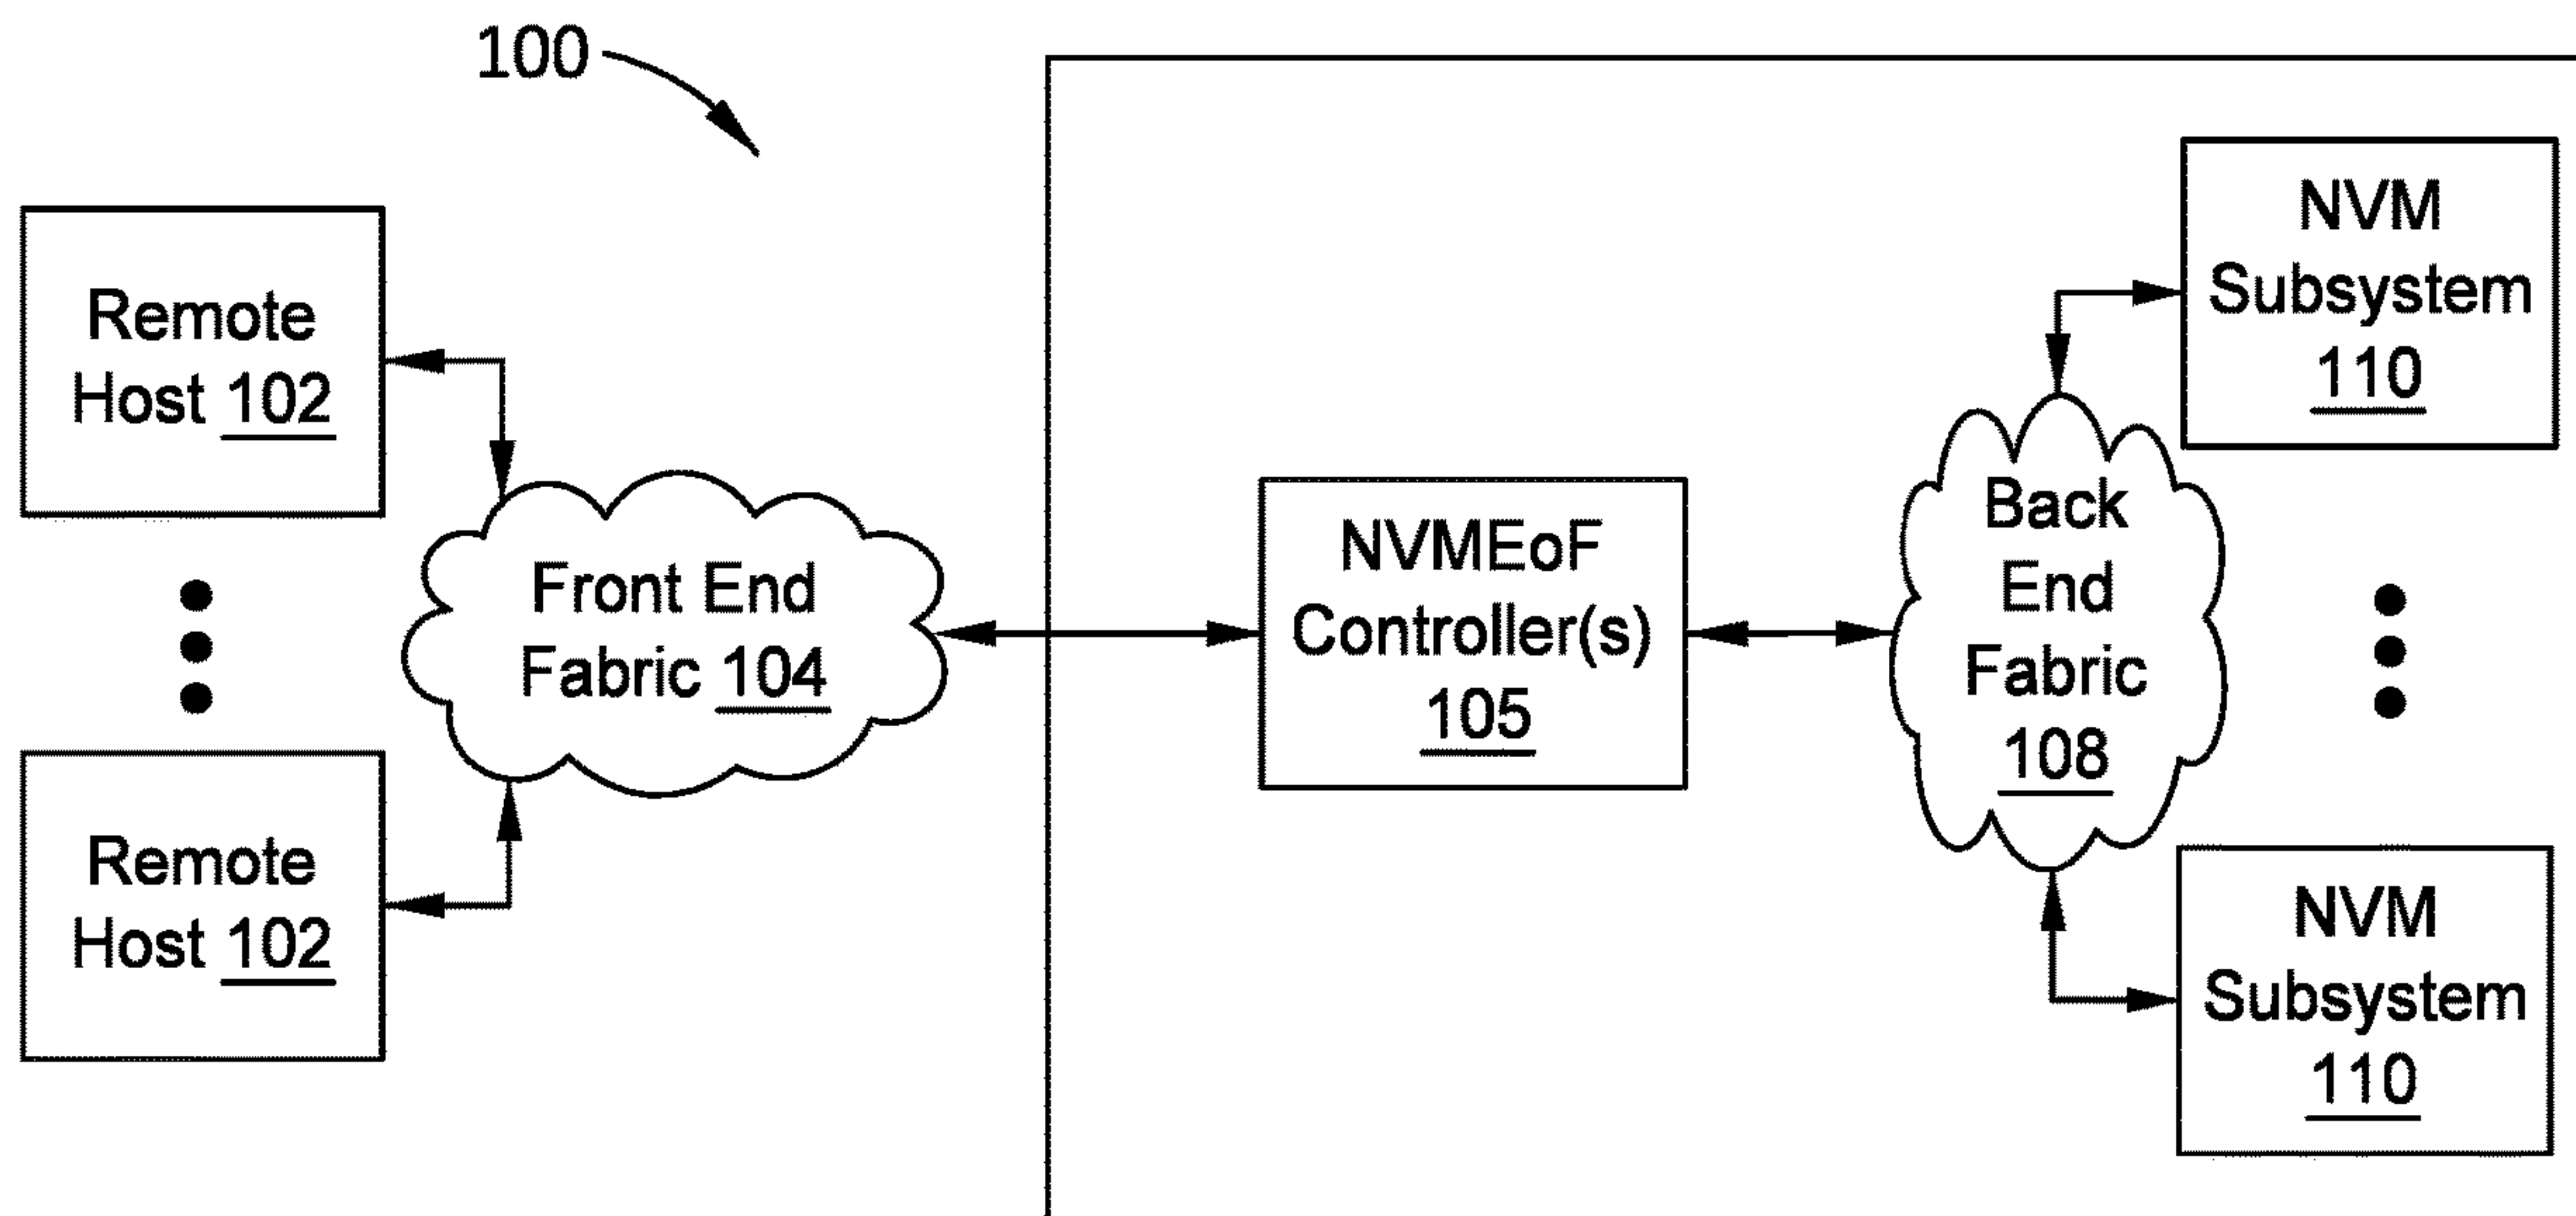 100
Remote
Host 102
Remote
Host 102
Front End
Fabric 104
NVMEoF
Controller(s)
105
Back
End
Fabric
108
NVM
Subsystem
110
NVM
Subsystem
110